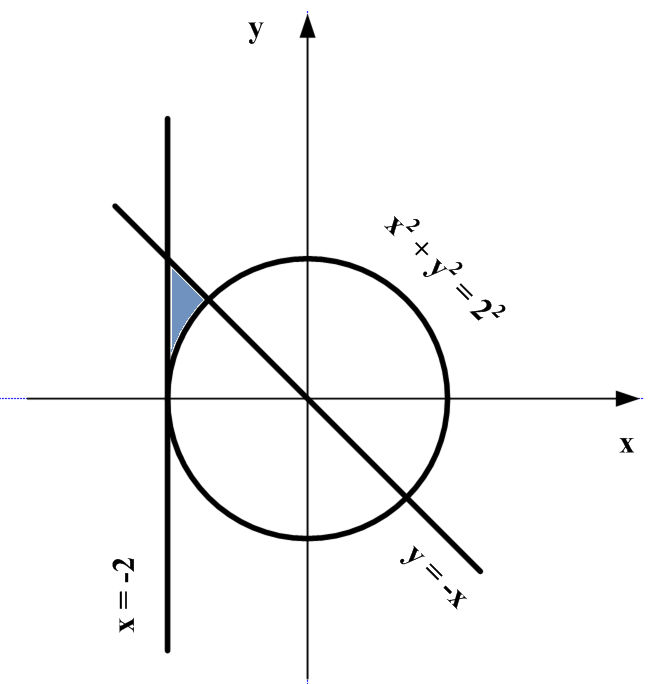 y
x² + y² = 2²
x
x = -2
y = -x